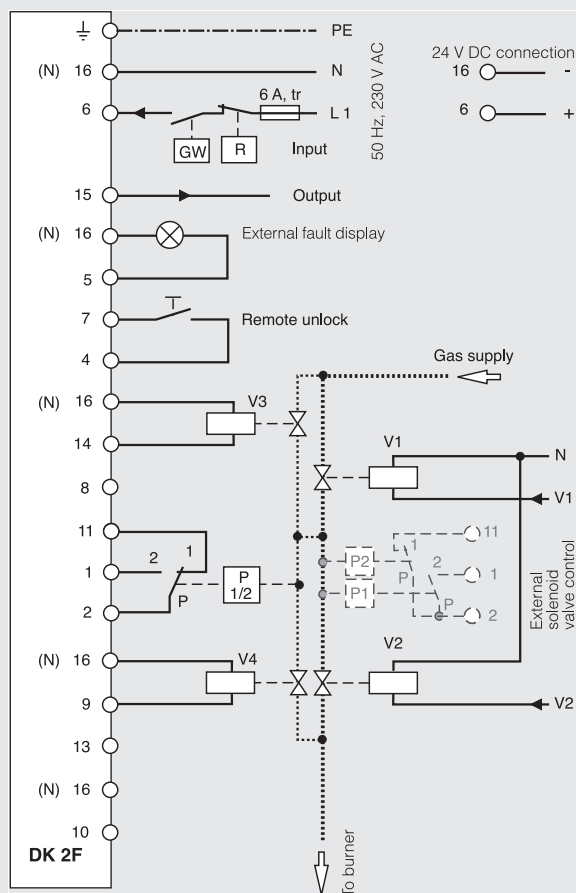 PE
(N) 16 N
6 6 A, tr L 1
GW R Input
50 Hz, 230 V AC
24 V DC connection
16 -
6 +
15 Output
(N) 16 External fault display
5
7 Remote unlock
4
Gas supply
(N) 16 V3
14
V1
N
V1
8
11
2 1
1
P
P
1/2
2
P2
P1
1
P
2
P
11
1
2
External
solenoid
valve control
(N) 16 V4
9
V2
V2
13
(N) 16
10
DK 2F
To burner